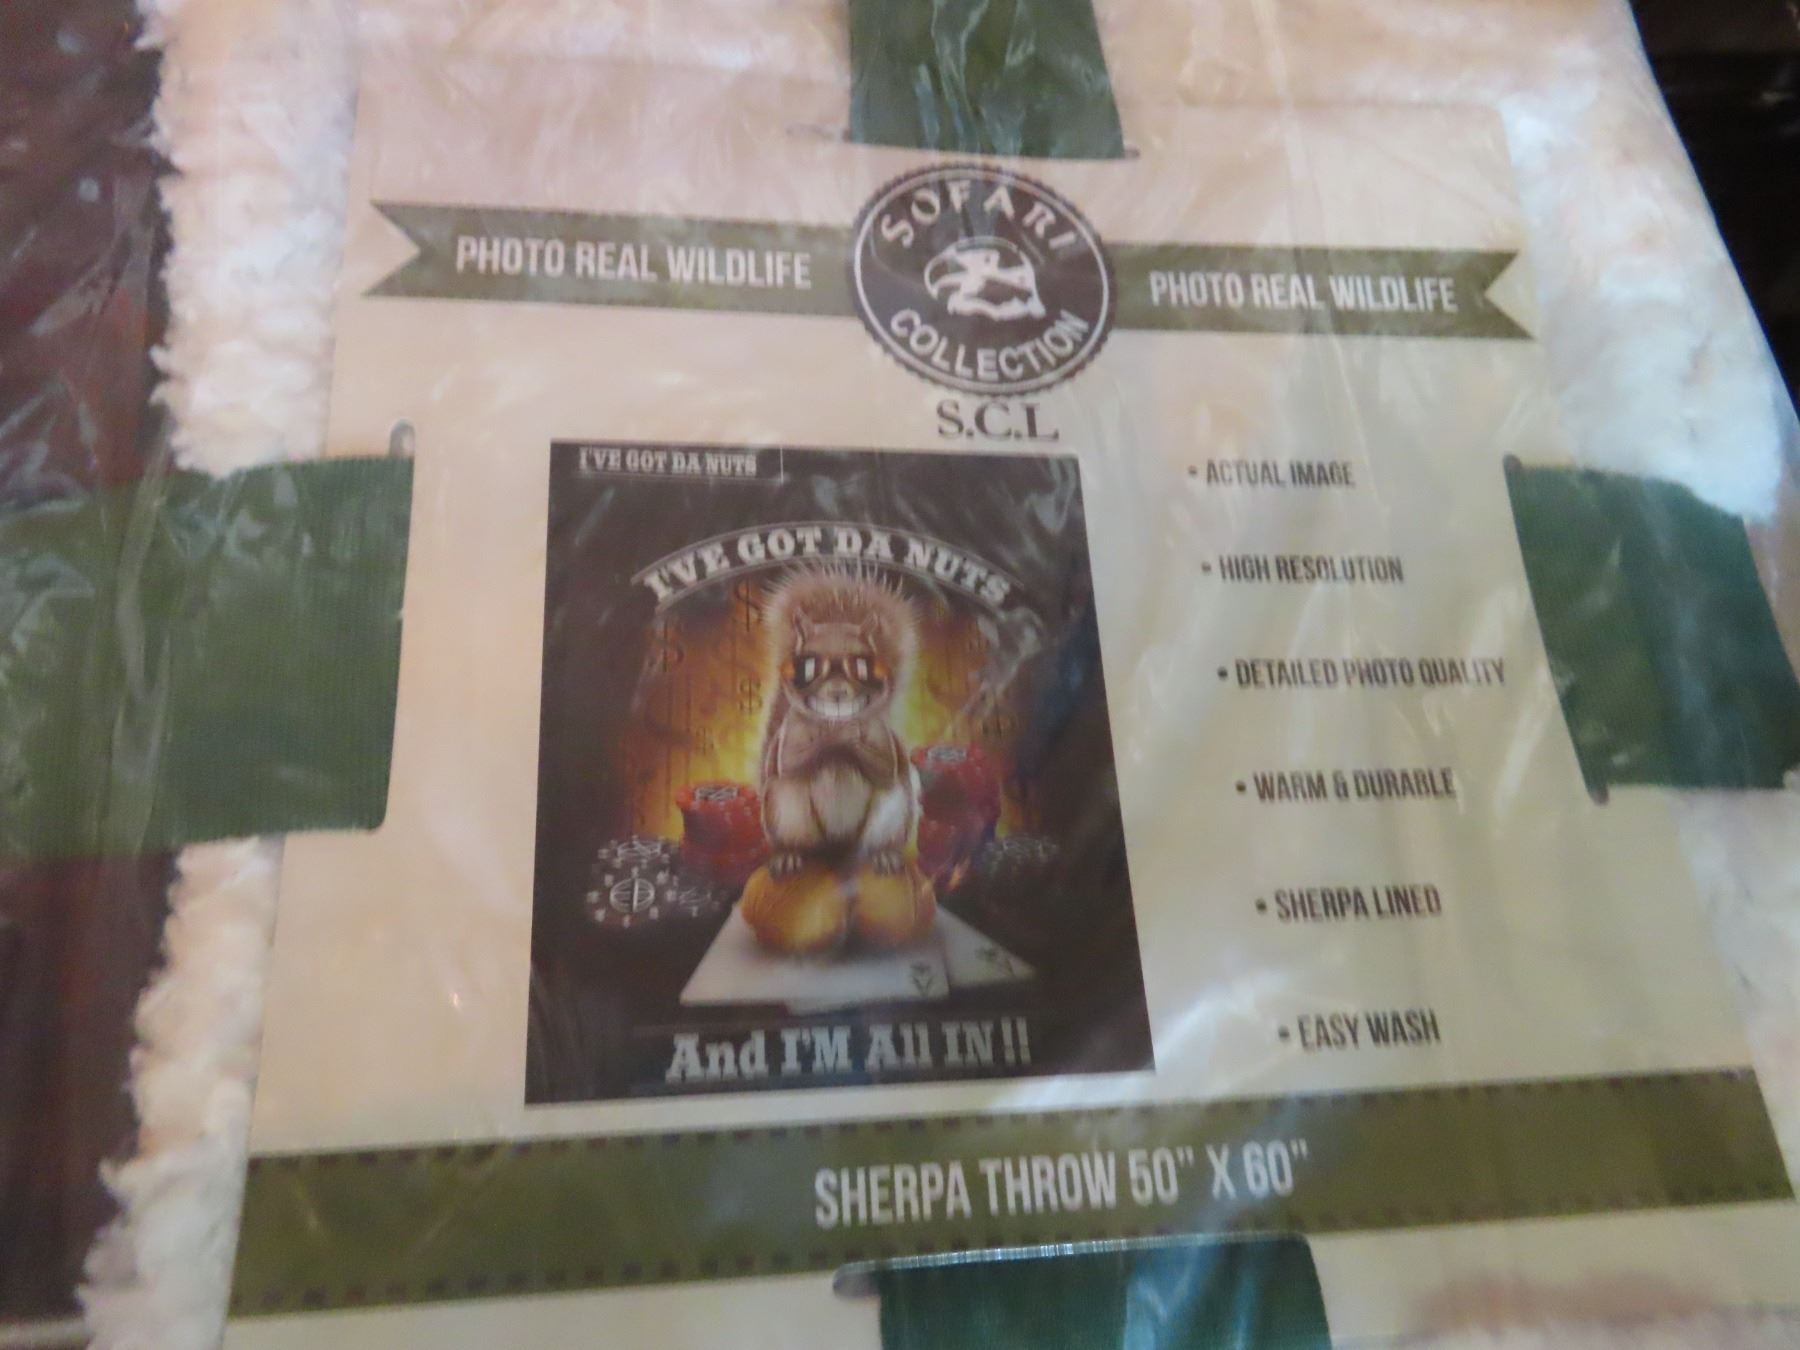 PHOTO REAL WILDLIFE
SOFARI
COLLECTION
PHOTO REAL WILDLIFE
S.C.L
I'VE GOT DA NUTS
I'VE GOT DA NUTS
And I'M All IN!!
• ACTUAL IMAGE
• HIGH RESOLUTION
• DETAILED PHOTO QUALITY
• WARM & DURABLE
• SHERPA LINED
• EASY WASH
SHERPA THROW 50" X 60"